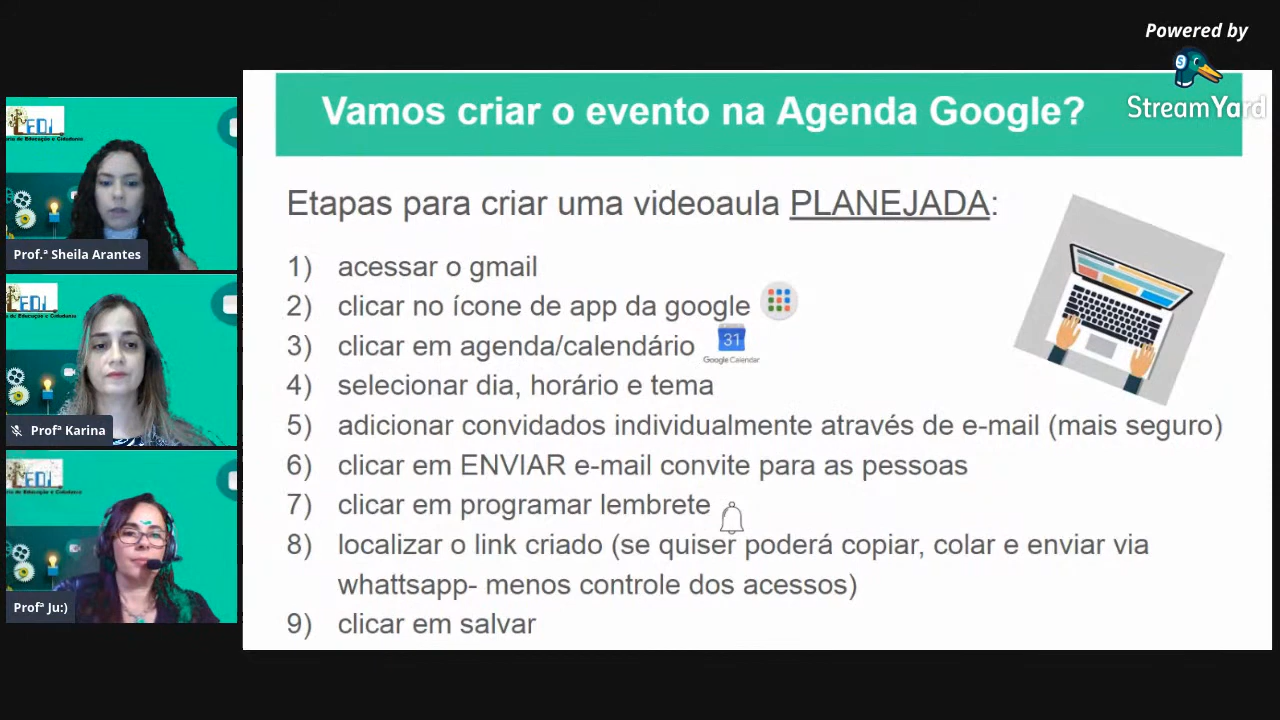 Powered by
StreamYard
Vamos criar o evento na Agenda Google?
Etapas para criar uma videoaula PLANEJADA:
1) acessar o gmail
2) clicar no ícone de app da google
3) clicar em agenda/calendário
31
Google Calendar
4) selecionar dia, horário e tema
5) adicionar convidados individualmente através de e-mail (mais seguro)
6) clicar em ENVIAR e-mail convite para as pessoas
7) clicar em programar lembrete
8) localizar o link criado (se quiser poderá copiar, colar e enviar via
whattsapp- menos controle dos acessos)
9) clicar em salvar
Prof.ª Sheila Arantes
Profª Karina
Profª Ju:)
de Educação e Cidadania